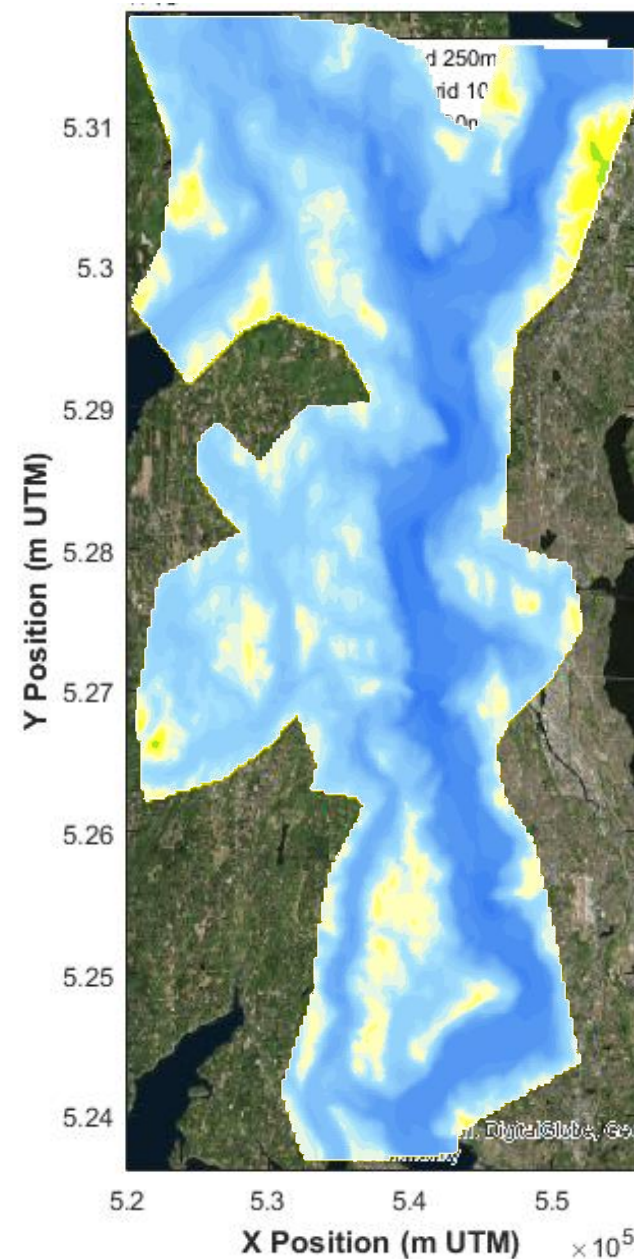 d 250m
rid 10
5.31
5.3
5.29
5.28
5.27
5.26
5.25
5.24
Y Position (m UTM)
DigitalGlobe, Ge
5.2
5.3
5.4
5.5
X Position (m UTM)
× 10⁵